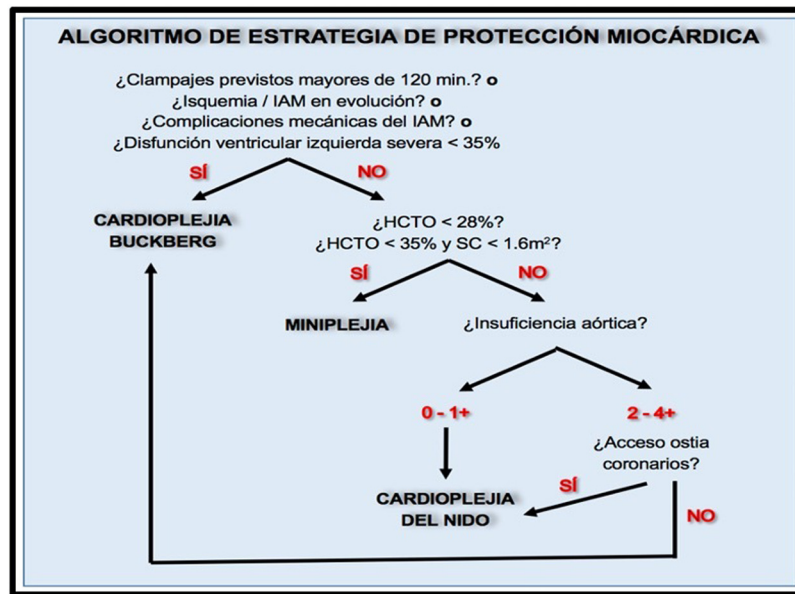 ALGORITMO DE ESTRATEGIA DE PROTECCIÓN MIOCÁRDICA
¿Clampajes previstos mayores de 120 min.? o
¿Isquemia / IAM en evolución? o
¿Complicaciones mecánicas del IAM? o
¿Disfunción ventricular izquierda severa < 35%
SÍ
NO
CARDIOPLEJIA
BUCKBERG
¿HCTO < 28%?
¿HCTO < 35% y SC < 1.6m²?
SÍ
NO
MINIPLEJIA
¿Insuficiencia aórtica?
0 - 1+
2 - 4+
¿Acceso ostia
coronarios?
SÍ
NO
CARDIOPLEJIA
DEL NIDO